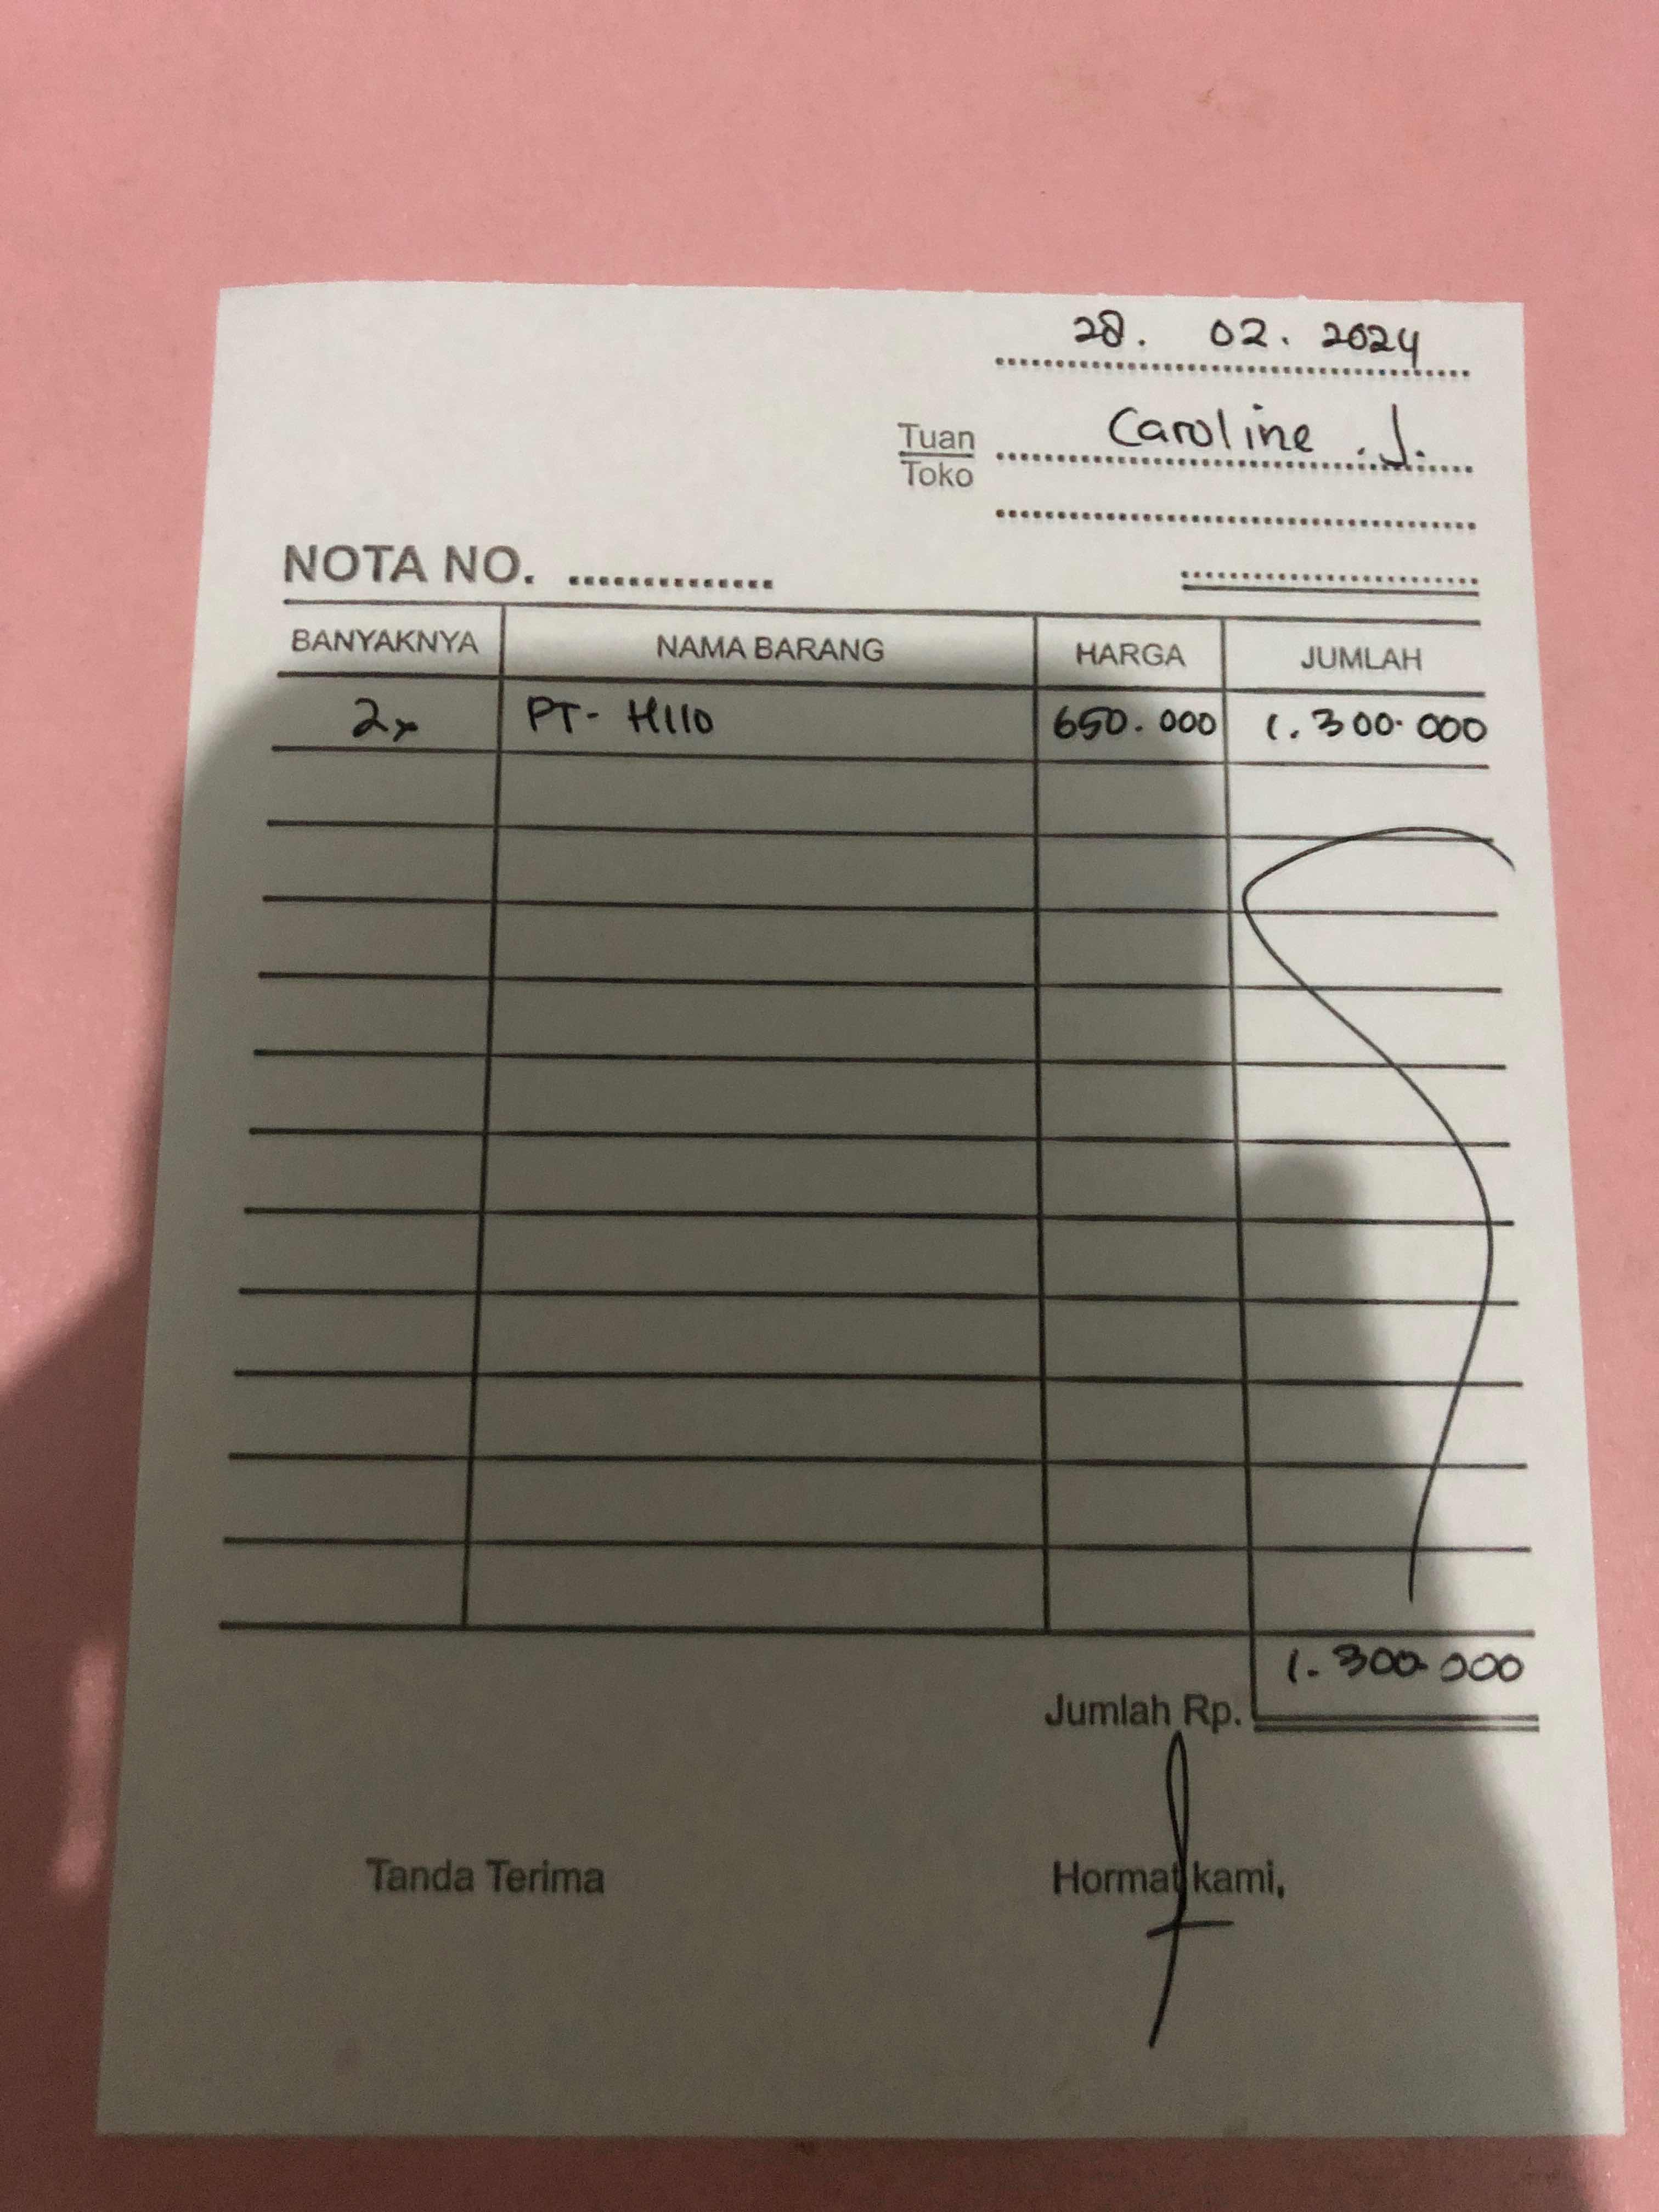 28. 02. 2024
Tuan Caroline .J.
Toko
NOTA NO. ..............
BANYAKNYA NAMA BARANG HARGA JUMLAH
2x PT- H110 650.000 1.300.000
1.300.000
Jumlah Rp.
Tanda Terima Hormat kami,